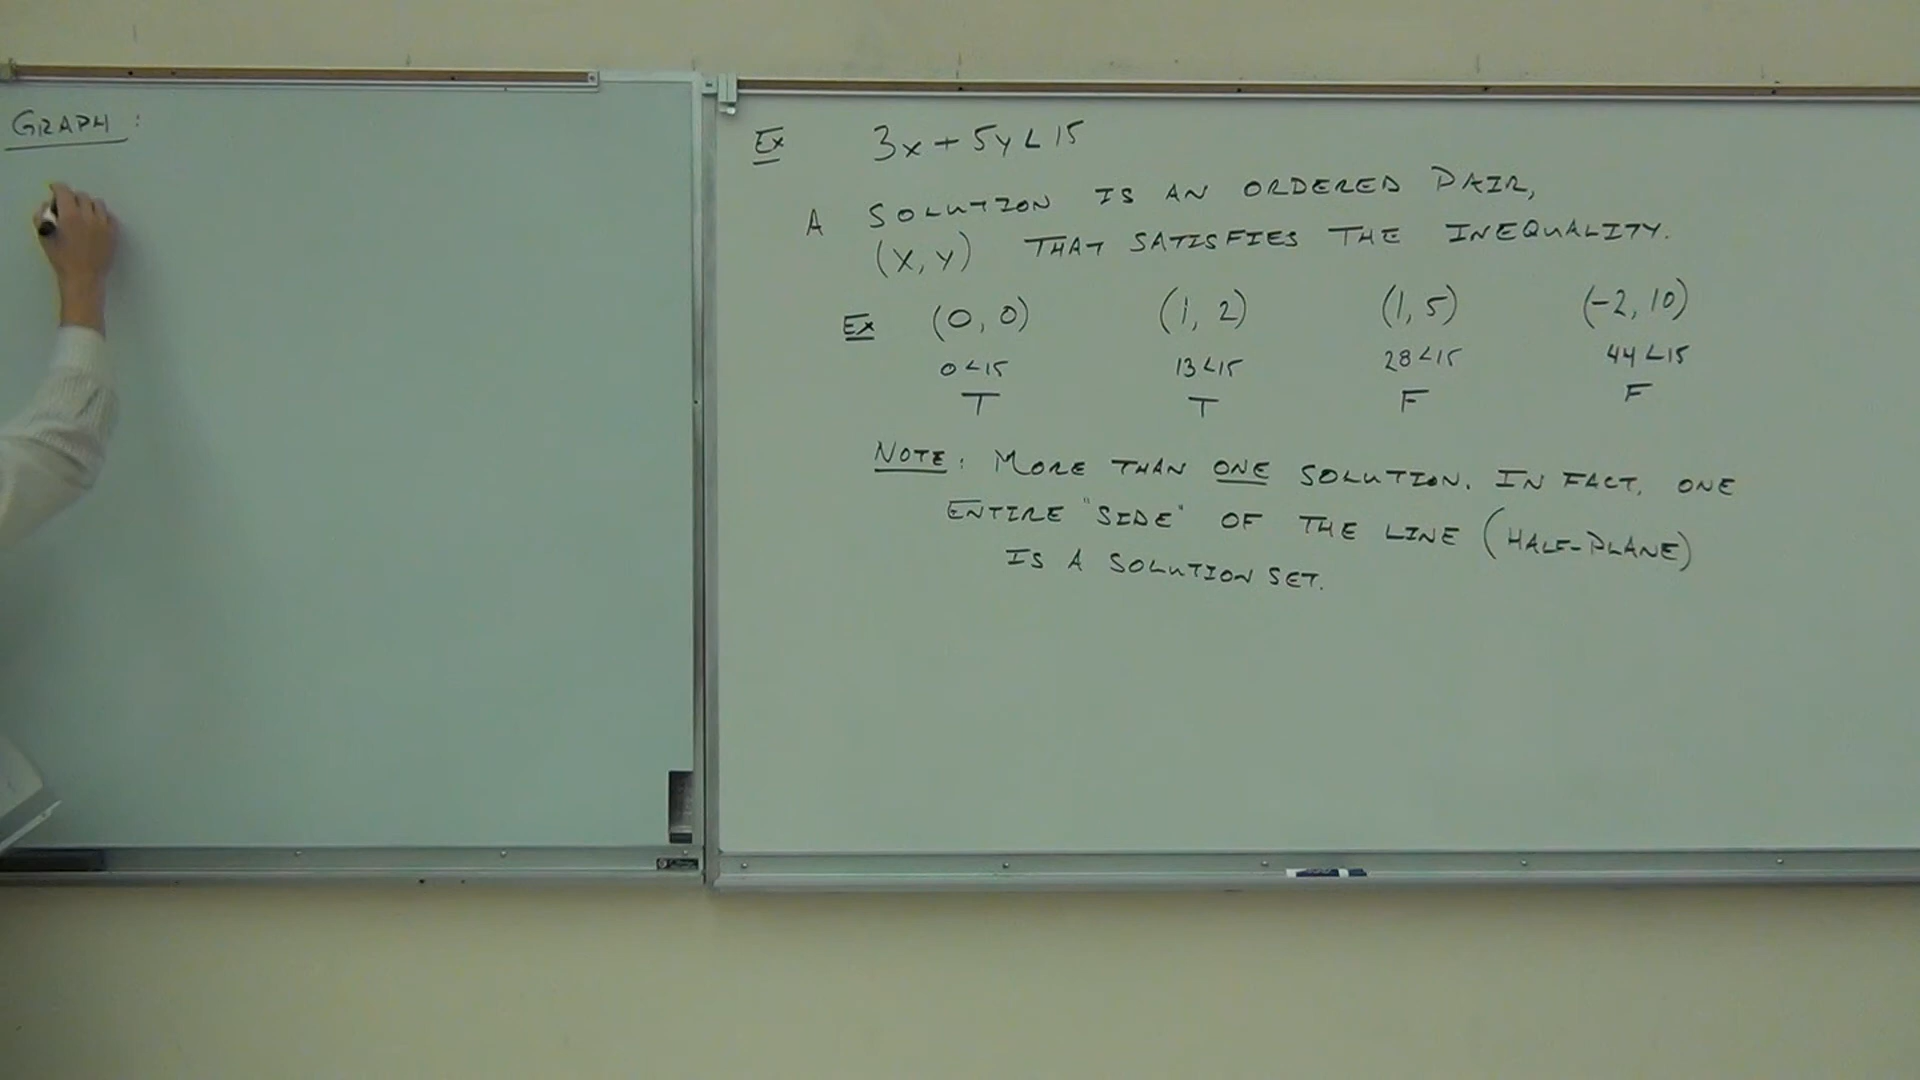 GRAPH:
Ex 3x + 5y < 15
A SOLUTION IS AN ORDERED PAIR,
(x, y) THAT SATISFIES THE INEQUALITY.
Ex (0, 0) (1, 2) (1, 5) (-2, 10)
0 < 15 13 < 15 28 < 15 44 < 15
T T F F
NOTE: MORE THAN ONE SOLUTION. IN FACT, ONE
ENTIRE "SIDE" OF THE LINE (HALF-PLANE)
IS A SOLUTION SET.